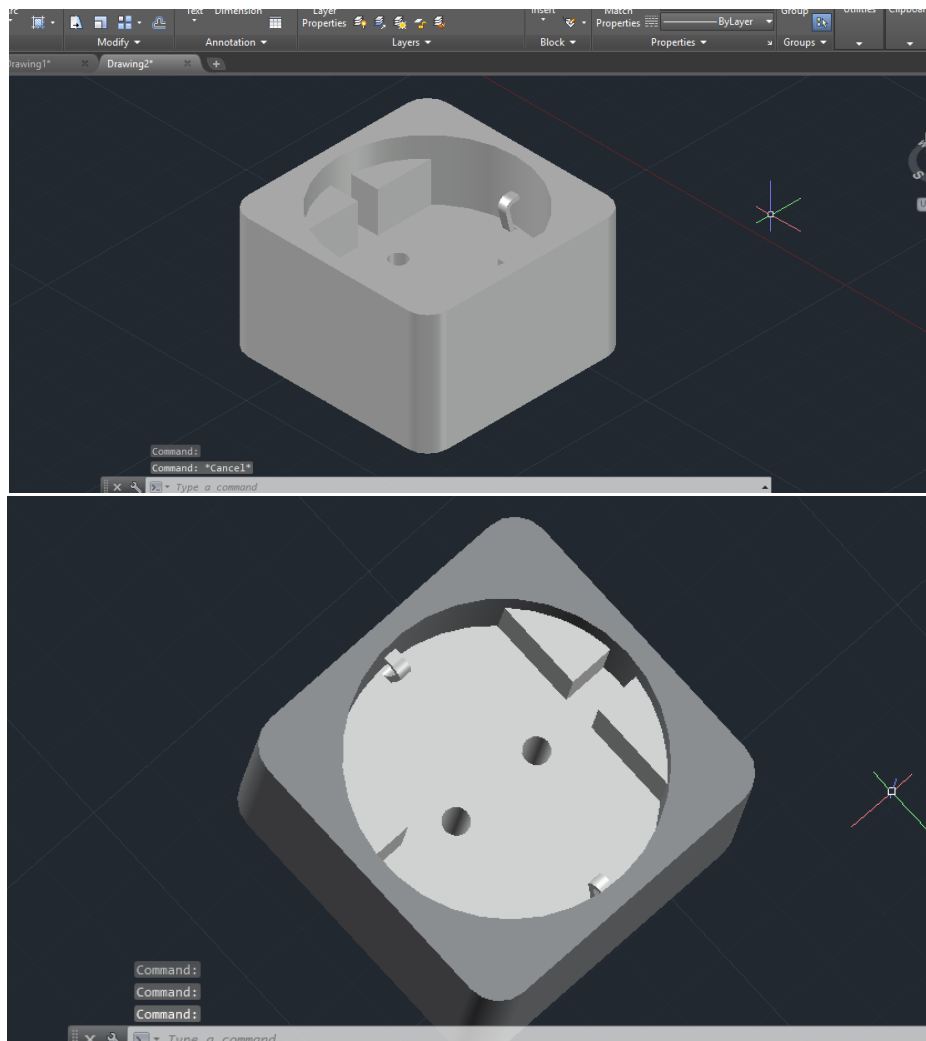 Text Dimension
Layer
Properties
Insert
Match
Properties
ByLayer
Group
Utilities
Clipboar
Modify
Annotation
Layers
Block
Properties
Groups
Drawing1*
Drawing2*
S
U
Command:
Command: *Cancel*
Type a command
Command:
Command:
Command:
Type a command